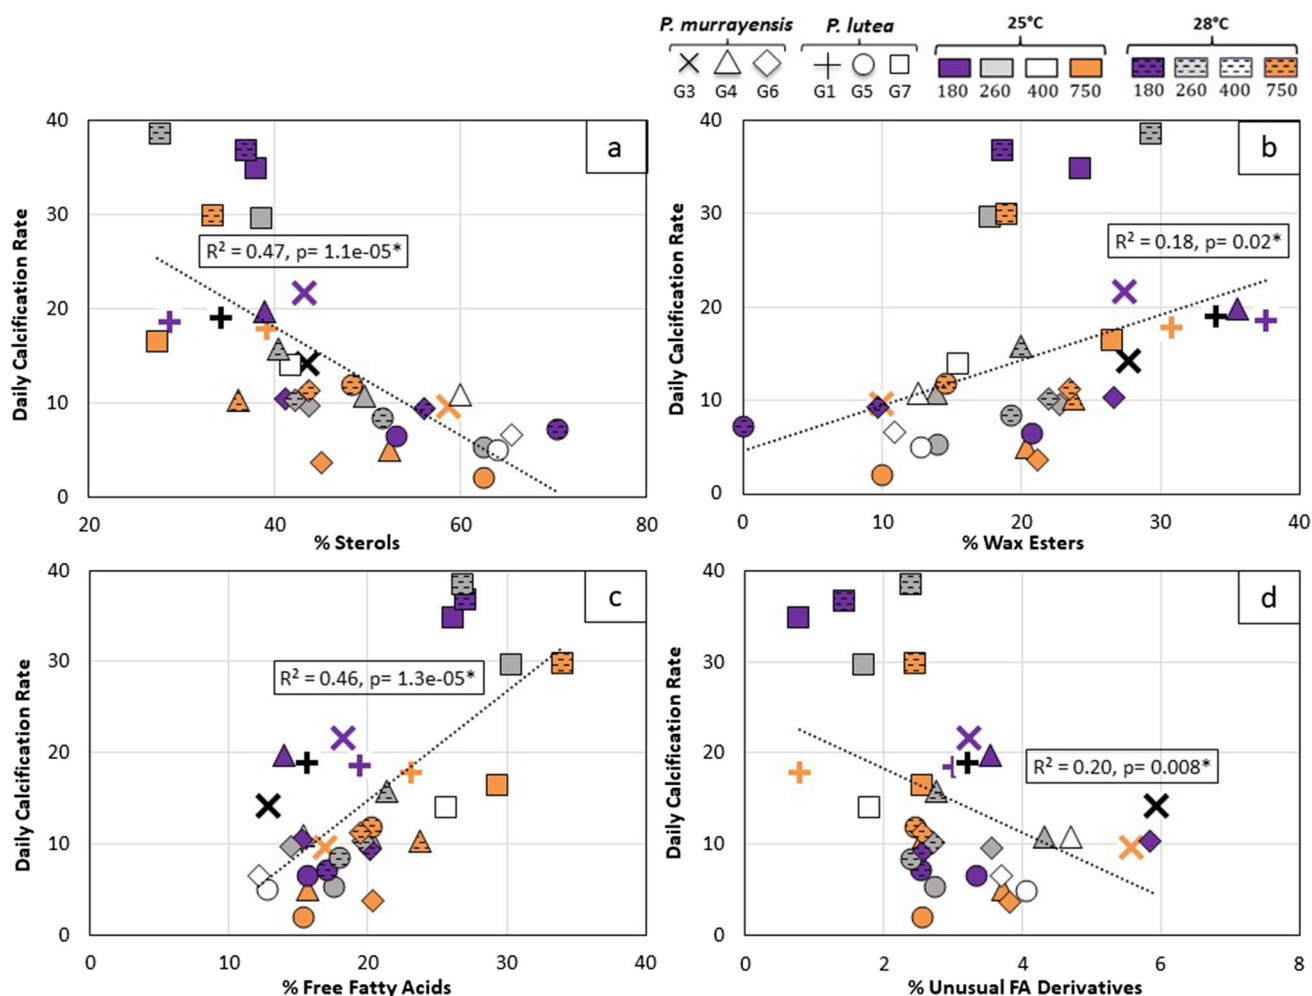 P. murrayensis P. lutea 25°C 28°C
G3 G4 G6 G1 G5 G7 180 260 400 750 180 260 400 750
a
40
30
20
10
0
Daily Calcification Rate
R² = 0.47, p= 1.1e-05*
20 40 60 80
% Sterols
b
40
30
20
10
0
Daily Calcification Rate
R² = 0.18, p= 0.02*
0 10 20 30 40
% Wax Esters
c
40
30
20
10
0
Daily Calcification Rate
R² = 0.46, p= 1.3e-05*
0 10 20 30 40
% Free Fatty Acids
d
40
30
20
10
0
Daily Calcification Rate
R² = 0.20, p= 0.008*
0 2 4 6 8
% Unusual FA Derivatives